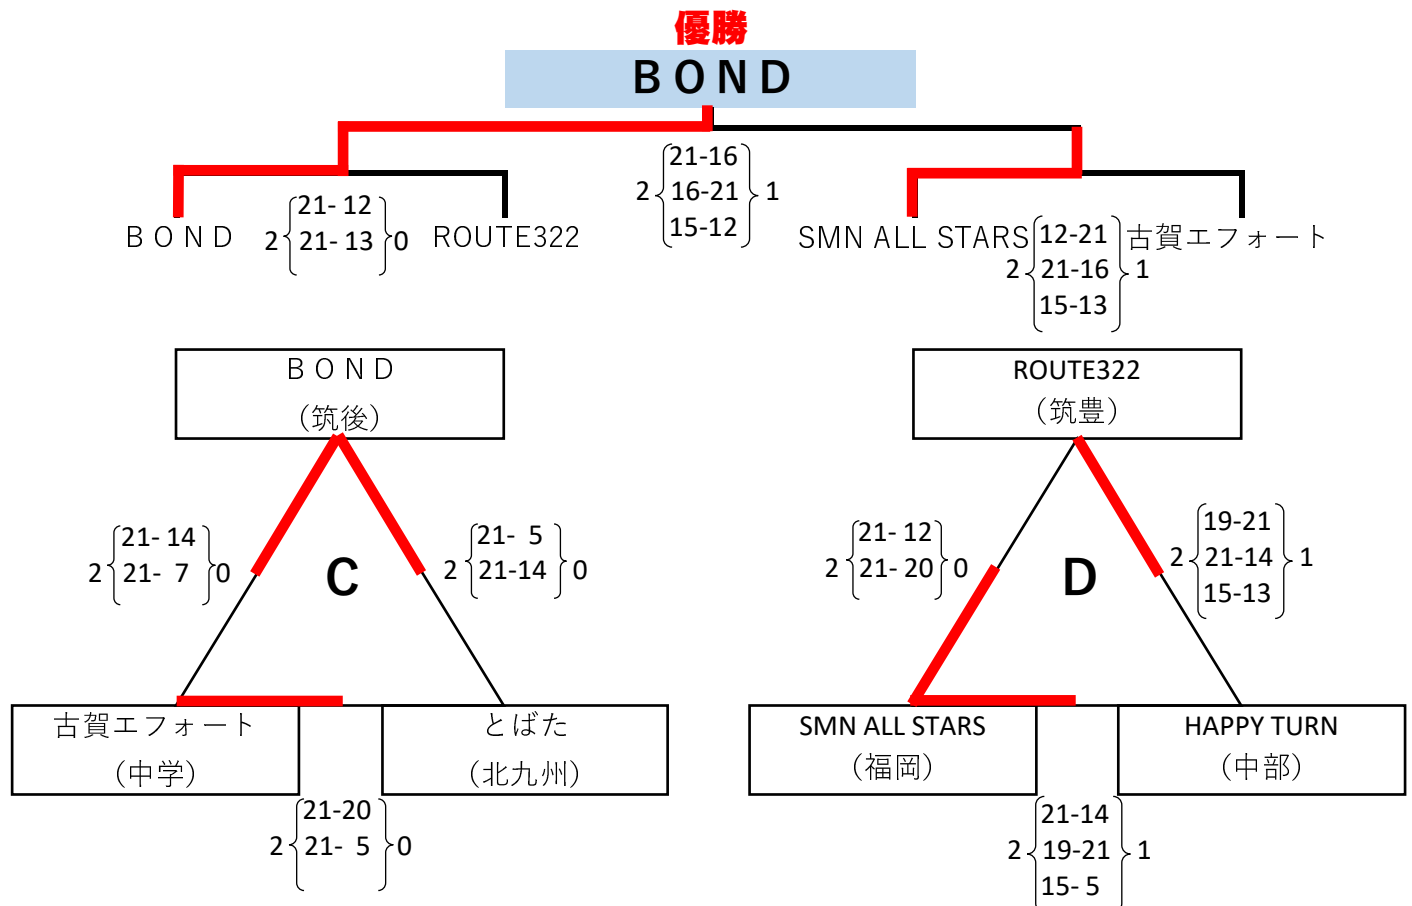 優勝
ＢＯＮＤ
21-16
2 16-21 1
15-12
21- 12
ＢＯＮＤ 2 21- 13 0 ROUTE322
SMN ALL STARS 12-21 古賀エフォート
2 21-16 1
15-13
ＢＯＮＤ
（筑後）
ROUTE322
（筑豊）
21- 14
2 21- 7 0
C
21- 5
2 21-14 0
21- 12
2 21- 20 0
D
19-21
2 21-14 1
15-13
古賀エフォート
（中学）
とばた
（北九州）
SMN ALL STARS
（福岡）
HAPPY TURN
（中部）
21-20
2 21- 5 0
21-14
2 19-21 1
15- 5